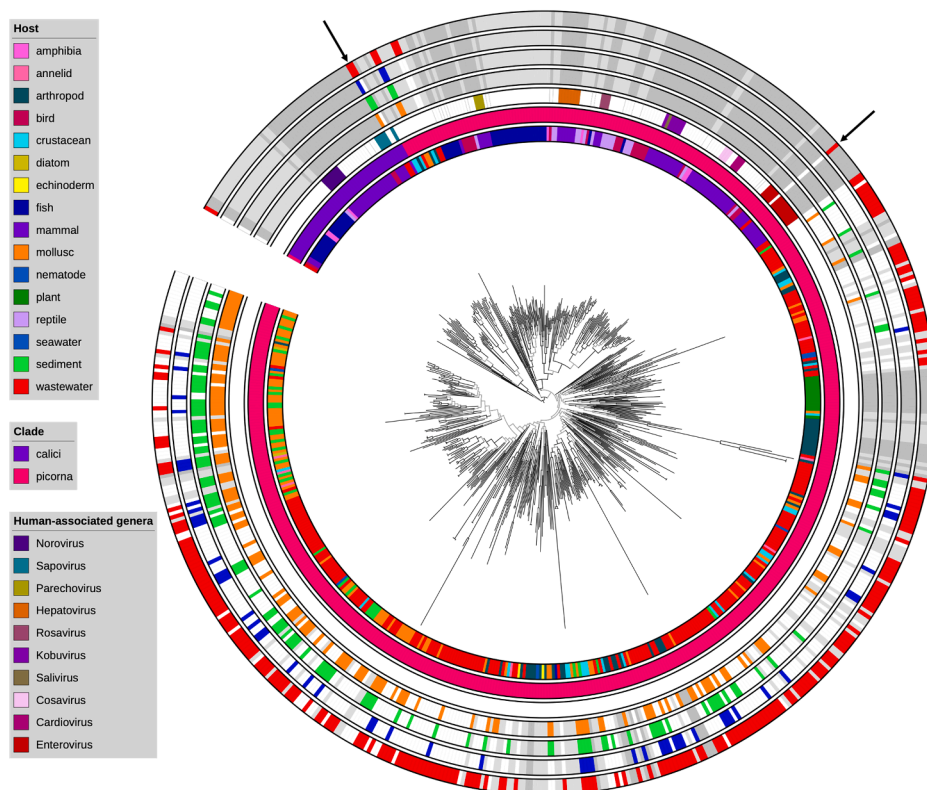 Host
amphibia
annelid
arthropod
bird
crustacean
diatom
echinoderm
fish
mammal
mollusc
nematode
plant
reptile
seawater
sediment
wastewater
Clade
calici
picorna
Human-associated genera
Norovirus
Sapovirus
Parechovirus
Hepatovirus
Rosavirus
Kobuvirus
Salivirus
Cosavirus
Cardiovirus
Enterovirus